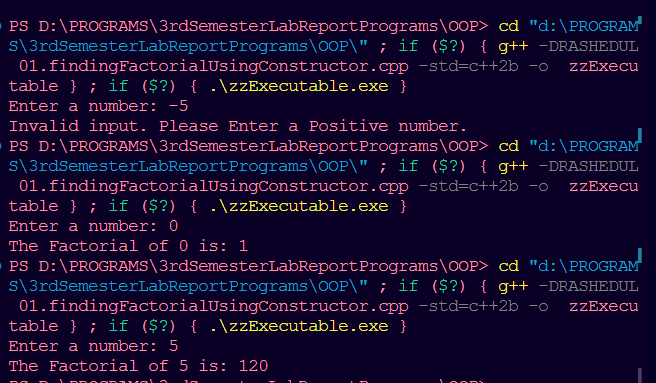 PS D:\PROGRAMS\3rdSemesterLabReportPrograms\OOP> cd "d:\PROGRAM
S\3rdSemesterLabReportPrograms\OOP\" ; if ($?) { g++ -DRASHEDUL
 01.findingFactorialUsingConstructor.cpp -std=c++2b -o  zzExecu
table } ; if ($?) { .\zzExecutable.exe }
Enter a number: -5
Invalid input. Please Enter a Positive number.
PS D:\PROGRAMS\3rdSemesterLabReportPrograms\OOP> cd "d:\PROGRAM
S\3rdSemesterLabReportPrograms\OOP\" ; if ($?) { g++ -DRASHEDUL
 01.findingFactorialUsingConstructor.cpp -std=c++2b -o  zzExecu
table } ; if ($?) { .\zzExecutable.exe }
Enter a number: 0
The Factorial of 0 is: 1
PS D:\PROGRAMS\3rdSemesterLabReportPrograms\OOP> cd "d:\PROGRAM
S\3rdSemesterLabReportPrograms\OOP\" ; if ($?) { g++ -DRASHEDUL
 01.findingFactorialUsingConstructor.cpp -std=c++2b -o  zzExecu
table } ; if ($?) { .\zzExecutable.exe }
Enter a number: 5
The Factorial of 5 is: 120